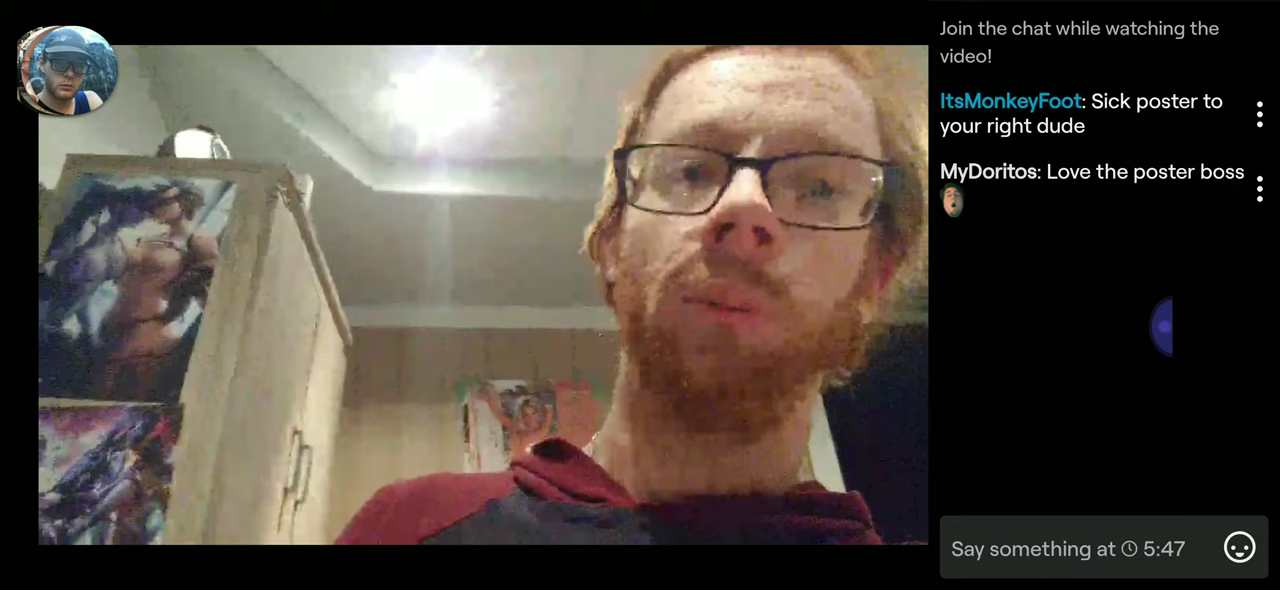 Join the chat while watching the
video!
ItsMonkeyFoot: Sick poster to
your right dude
MyDoritos: Love the poster boss
Say something at 5:47